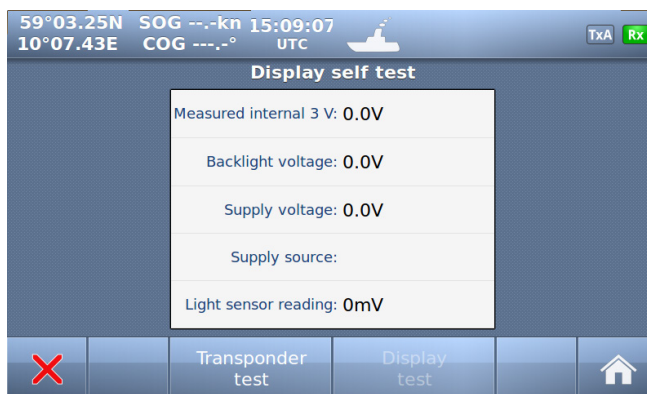 59°03.25N SOG --.-kn 15:09:07
10°07.43E COG ---.-° UTC
TxA Rx
Display self test
Measured internal 3 V: 0.0V
Backlight voltage: 0.0V
Supply voltage: 0.0V
Supply source:
Light sensor reading: 0mV
Transponder
test
Display
test